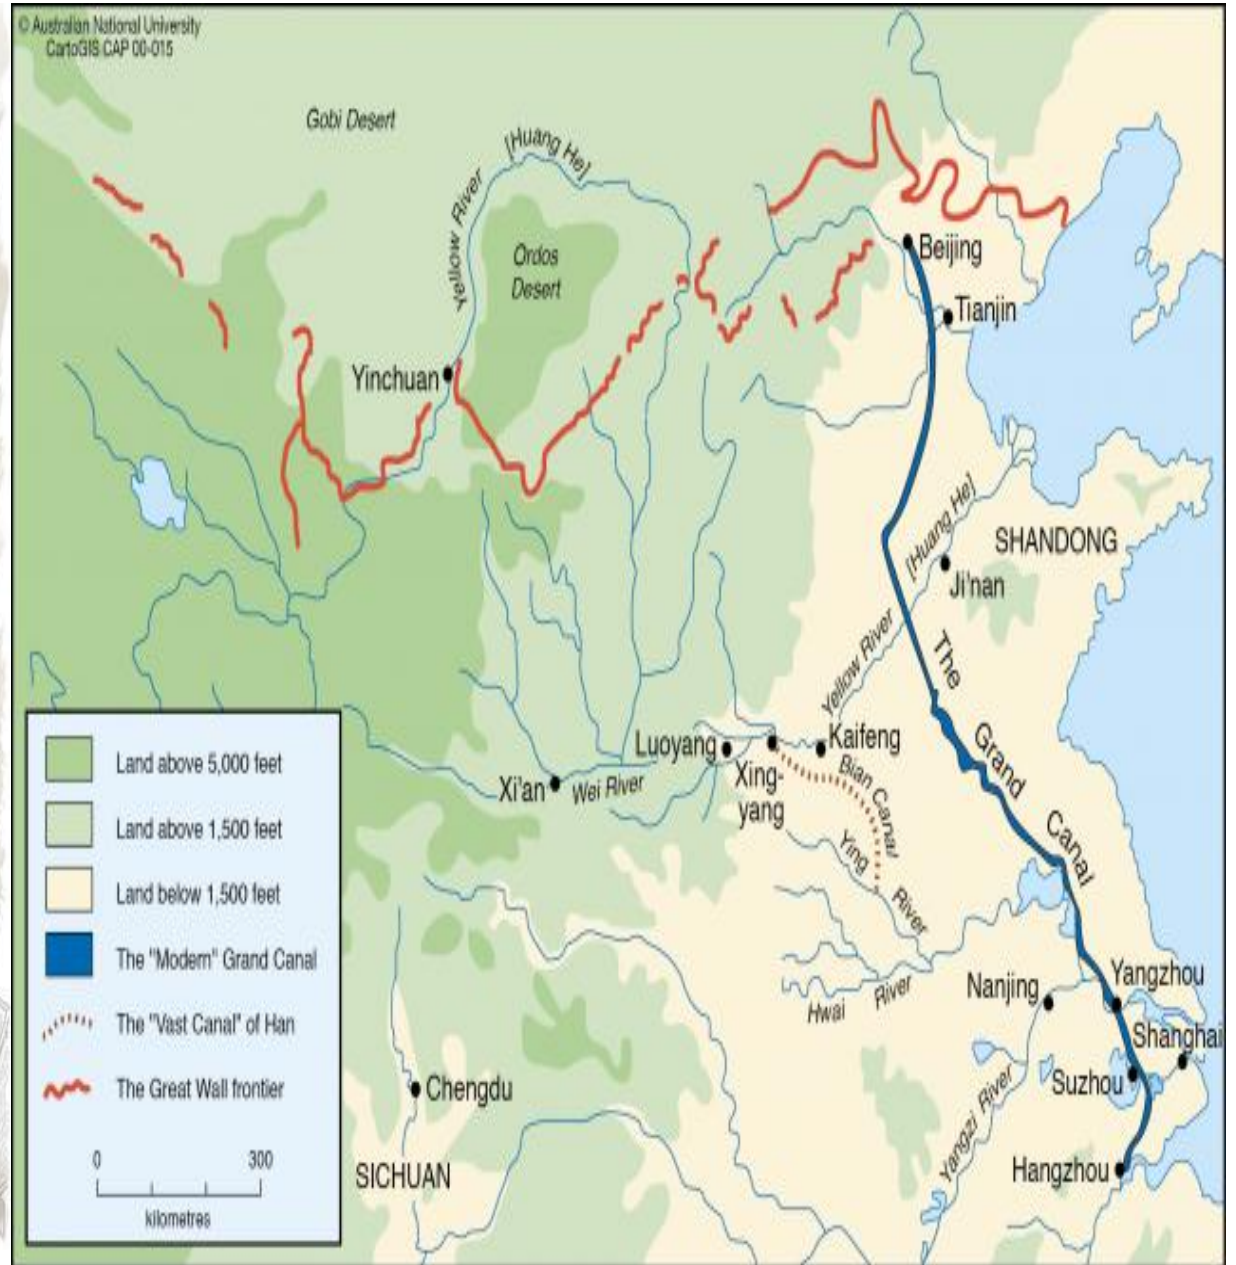 © Australian National University
CartoGIS CAP 00-015
Gobi Desert
[Huang He]
Yellow River
Ordos
Desert
Beijing
Tianjin
Yinchuan
[Huang He]
SHANDONG
Ji'nan
Yellow River
The Grand Canal
Luoyang
Kaifeng
Xing-
yang
Bian Canal
Xi'an
Wei River
Ying River
Hwai River
Nanjing
Yangzhou
Shanghai
Suzhou
Yangzi River
Hangzhou
Chengdu
SICHUAN
Land above 5,000 feet
Land above 1,500 feet
Land below 1,500 feet
The "Modern" Grand Canal
The "Vast Canal" of Han
The Great Wall frontier
0 300
kilometres